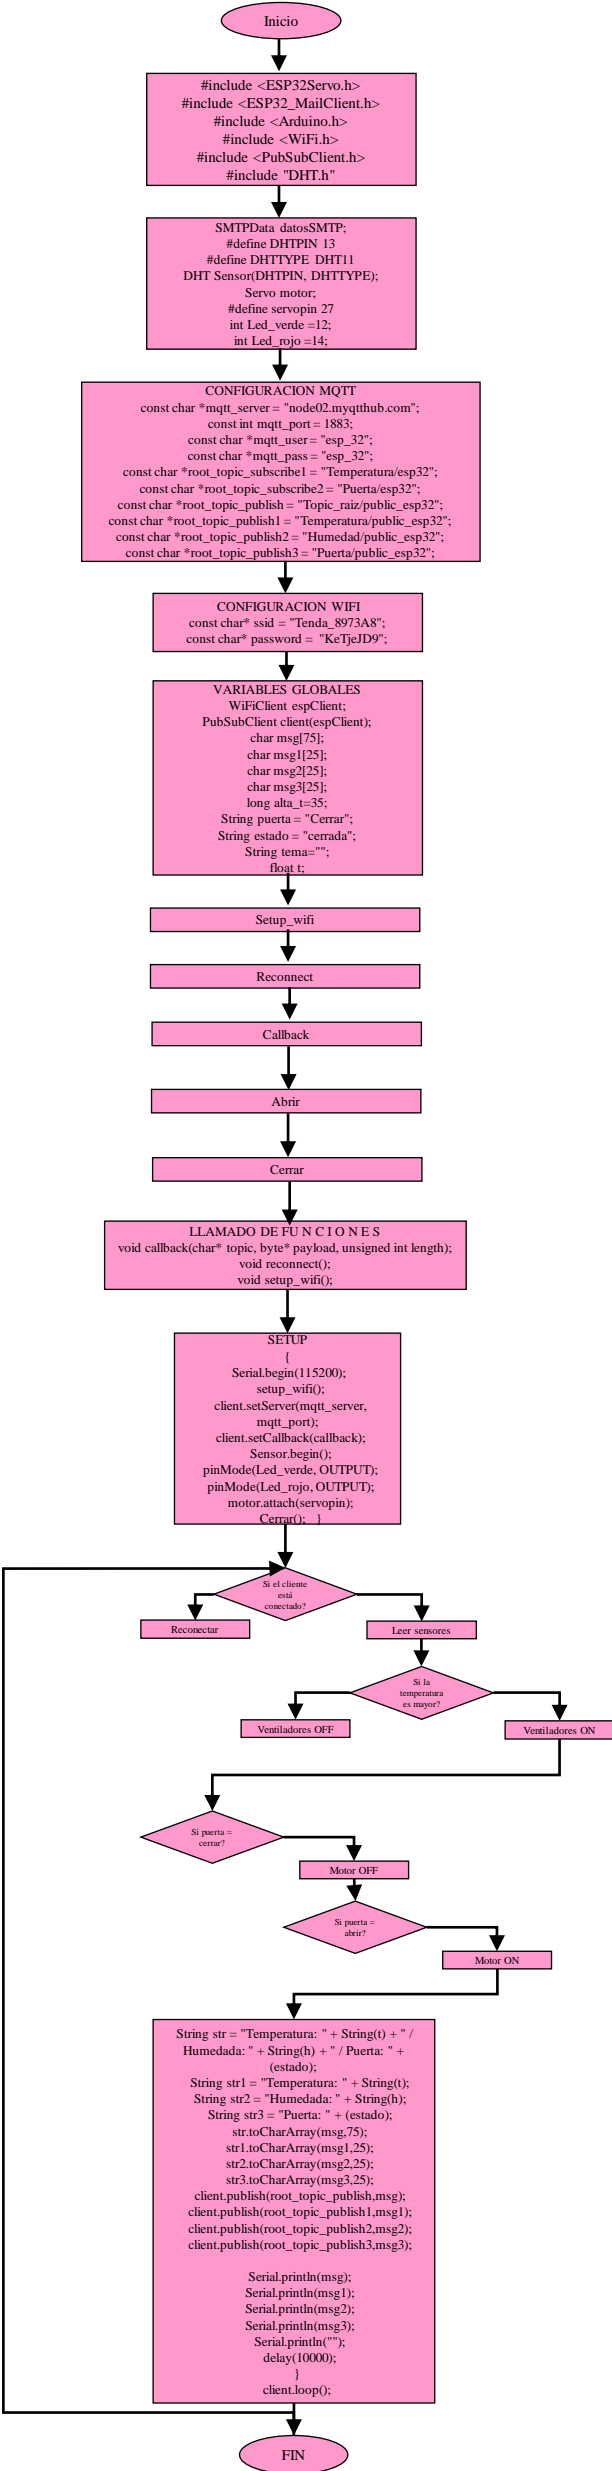 Inicio
#include <ESP32Servo.h>
#include <ESP32_MailClient.h>
#include <Arduino.h>
#include <WiFi.h>
#include <PubSubClient.h>
#include "DHT.h"
SMTPData datosSMTP;
#define DHTPIN 13
#define DHTTYPE DHT11
DHT Sensor(DHTPIN, DHTTYPE);
Servo motor;
#define servopin 27
int Led_verde =12;
int Led_rojo =14;
CONFIGURACION MQTT
const char *mqtt_server = "node02.myqtthub.com";
const int mqtt_port = 1883;
const char *mqtt_user = "esp_32";
const char *mqtt_pass = "esp_32";
const char *root_topic_subscribe1 = "Temperatura/esp32";
const char *root_topic_subscribe2 = "Puerta/esp32";
const char *root_topic_publish = "Topic_raiz/public_esp32";
const char *root_topic_publish1 = "Temperatura/public_esp32";
const char *root_topic_publish2 = "Humedad/public_esp32";
const char *root_topic_publish3 = "Puerta/public_esp32";
CONFIGURACION WIFI
const char* ssid = "Tenda_8973A8";
const char* password = "KeTjeJD9";
VARIABLES GLOBALES
WiFiClient espClient;
PubSubClient client(espClient);
char msg[75];
char msg1[25];
char msg2[25];
char msg3[25];
long alta_t=35;
String puerta = "Cerrar";
String estado = "cerrada";
String tema="";
float t;
Setup_wifi
Reconnect
Callback
Abrir
Cerrar
LLAMADO DE FU N C I O N E S
void callback(char* topic, byte* payload, unsigned int length);
void reconnect();
void setup_wifi();
SETUP
{
Serial.begin(115200);
setup_wifi();
client.setServer(mqtt_server,
mqtt_port);
client.setCallback(callback);
Sensor.begin();
pinMode(Led_verde, OUTPUT);
pinMode(Led_rojo, OUTPUT);
motor.attach(servopin);
Cerrar(); }
Si el cliente
está
conectado?
Reconectar
Leer sensores
Si la
temperatura
es mayor?
Ventiladores OFF
Ventiladores ON
Si puerta =
cerrar?
Motor OFF
Si puerta =
abrir?
Motor ON
String str = "Temperatura: " + String(t) + " /
Humedada: " + String(h) + " / Puerta: " +
(estado);
String str1 = "Temperatura: " + String(t);
String str2 = "Humedada: " + String(h);
String str3 = "Puerta: " + (estado);
str.toCharArray(msg,75);
str1.toCharArray(msg1,25);
str2.toCharArray(msg2,25);
str3.toCharArray(msg3,25);
client.publish(root_topic_publish,msg);
client.publish(root_topic_publish1,msg1);
client.publish(root_topic_publish2,msg2);
client.publish(root_topic_publish3,msg3);
Serial.println(msg);
Serial.println(msg1);
Serial.println(msg2);
Serial.println(msg3);
Serial.println("");
delay(10000);
}
client.loop();
FIN